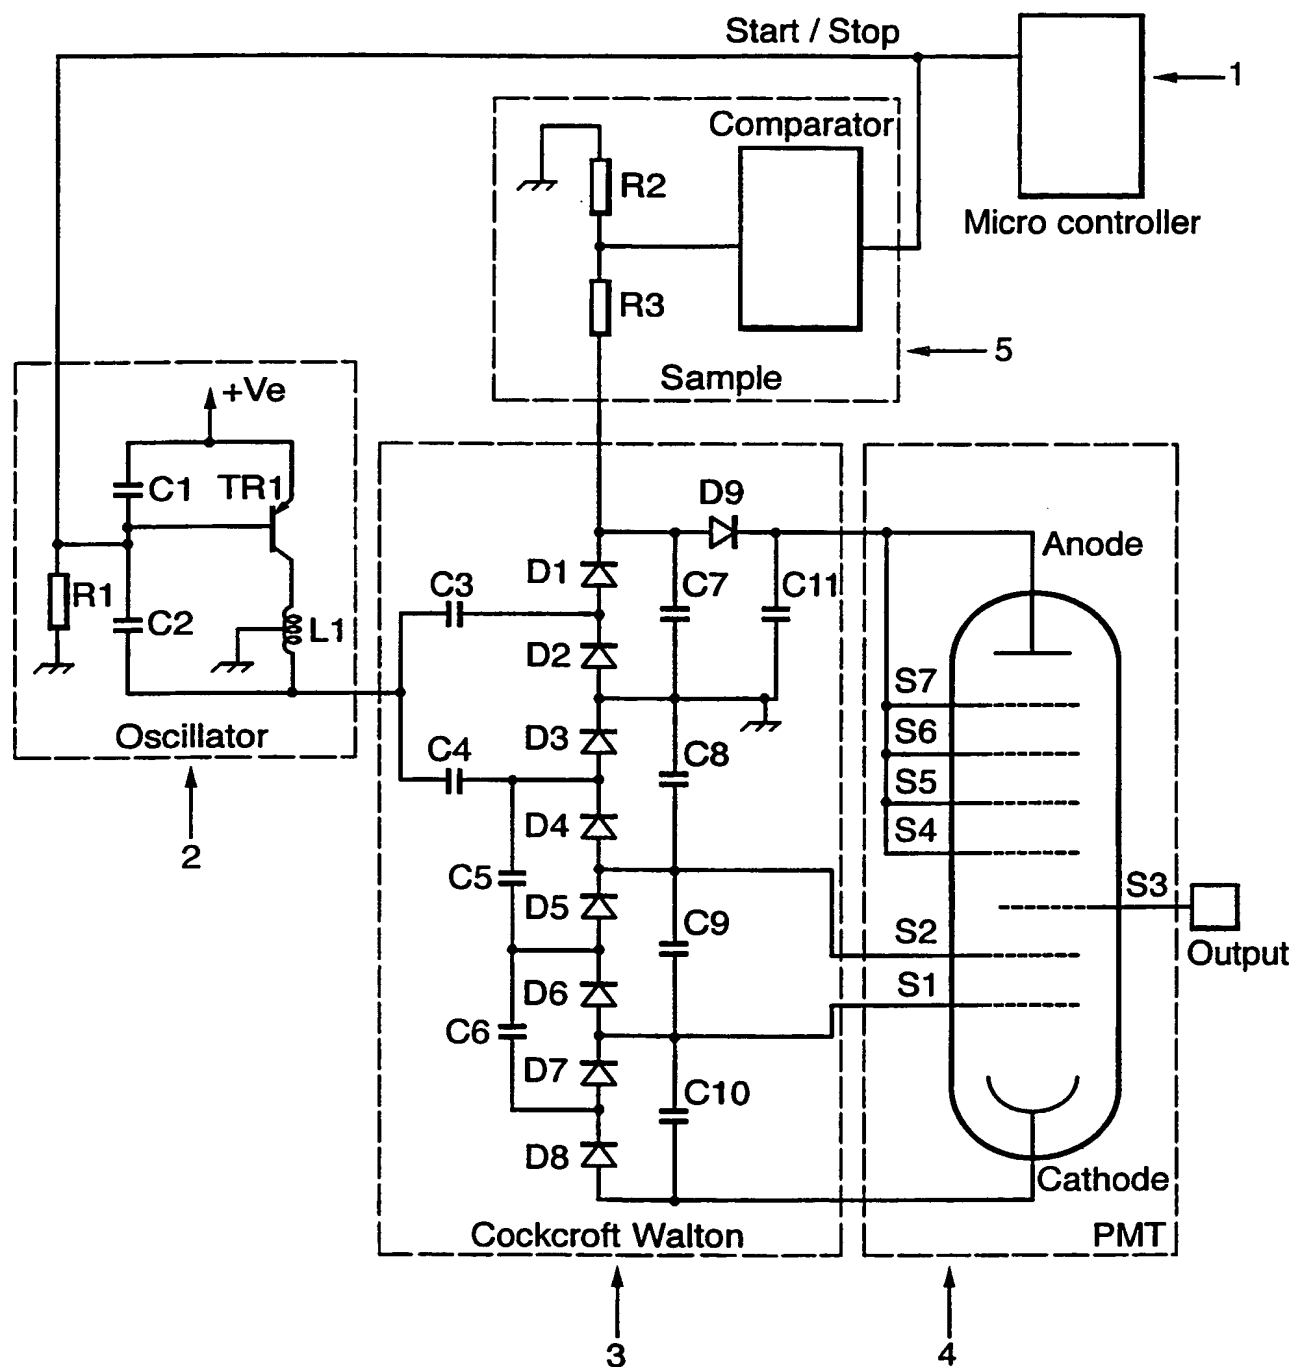 Start / Stop
1
Comparator
R2
Micro controller
R3
5
Sample
+Ve
C1
TR1
D9
Anode
R1
C2
L1
C3
D1
C7
C11
D2
S7
Oscillator
C4
D3
C8
S6
S5
S4
2
D4
C5
D5
C9
S3
S2
Output
S1
D6
C6
D7
C10
D8
Cathode
Cockcroft Walton
PMT
3
4